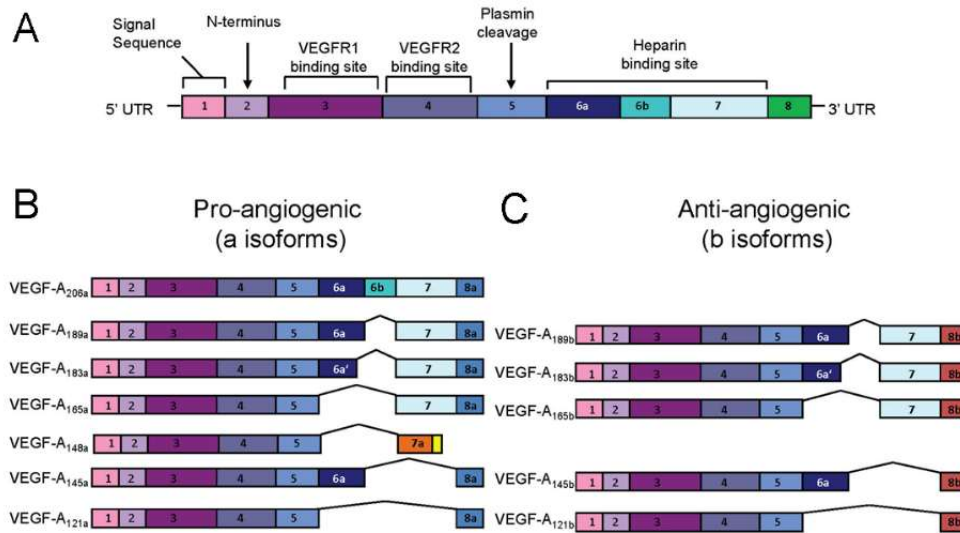 A
Signal
Sequence
N-terminus
VEGFR1
binding site
VEGFR2
binding site
Plasmin
cleavage
Heparin
binding site
5' UTR 1 2 3 4 5 6a 6b 7 8 3' UTR
B
Pro-angiogenic
(a isoforms)
VEGF-A206a 1 2 3 4 5 6a 6b 7 8a
VEGF-A189a 1 2 3 4 5 6a 7 8a
VEGF-A183a 1 2 3 4 5 6a' 7 8a
VEGF-A165a 1 2 3 4 5 7 8a
VEGF-A148a 1 2 3 4 5 7a
VEGF-A145a 1 2 3 4 5 6a 8a
VEGF-A121a 1 2 3 4 5 8a
C
Anti-angiogenic
(b isoforms)
VEGF-A189b 1 2 3 4 5 6a 7 8b
VEGF-A183b 1 2 3 4 5 6a' 7 8b
VEGF-A165b 1 2 3 4 5 7 8b
VEGF-A145b 1 2 3 4 5 6a 8b
VEGF-A121b 1 2 3 4 5 8b